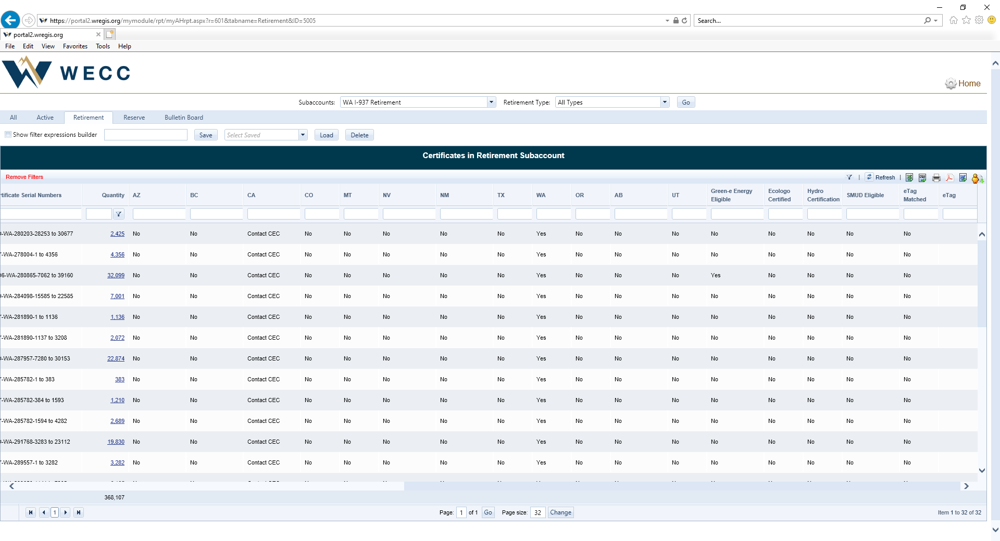 https://portal2.wregis.org/mymodule/rpt/myAHrpt.aspx?r=601&tabname=Retirement&ID=5005
Search...
portal2.wregis.org
File Edit View Favorites Tools Help
WECC
Home
Subaccounts: WA I-937 Retirement Retirement Type: All Types Go
All Active Retirement Reserve Bulletin Board
Show filter expressions builder Save Select Saved Load Delete
Certificates in Retirement Subaccount
Remove Filters Refresh
tificate Serial Numbers Quantity AZ BC CA CO MT NV NM TX WA OR AB UT Green-e Energy Eligible Ecologo Certified Hydro Certification SMUD Eligible eTag Matched eTag
-WA-280203-28253 to 30677 2,425 No No Contact CEC No No No No No Yes No No No No No No No No
-WA-278004-1 to 4356 4,356 No No Contact CEC No No No No No Yes No No No No No No No No
6-WA-280865-7062 to 39160 32,099 No No Contact CEC No No No No No Yes No No No Yes No No No No
-WA-284098-15585 to 22585 7,001 No No Contact CEC No No No No No Yes No No No No No No No No
-WA-281890-1 to 1136 1,136 No No Contact CEC No No No No No Yes No No No No No No No No
-WA-281890-1137 to 3208 2,072 No No Contact CEC No No No No No Yes No No No No No No No No
-WA-287957-7280 to 30153 22,874 No No Contact CEC No No No No No Yes No No No No No No No No
-WA-285782-1 to 383 383 No No Contact CEC No No No No No Yes No No No No No No No No
-WA-285782-384 to 1593 1,210 No No Contact CEC No No No No No Yes No No No No No No No No
-WA-285782-1594 to 4282 2,689 No No Contact CEC No No No No No Yes No No No No No No No No
-WA-291768-3283 to 23112 19,830 No No Contact CEC No No No No No Yes No No No No No No No No
-WA-289557-1 to 3282 3,282 No No Contact CEC No No No No No Yes No No No No No No No No
368,107
1 Page: 1 of 1 Go Page size: 32 Change Item 1 to 32 of 32